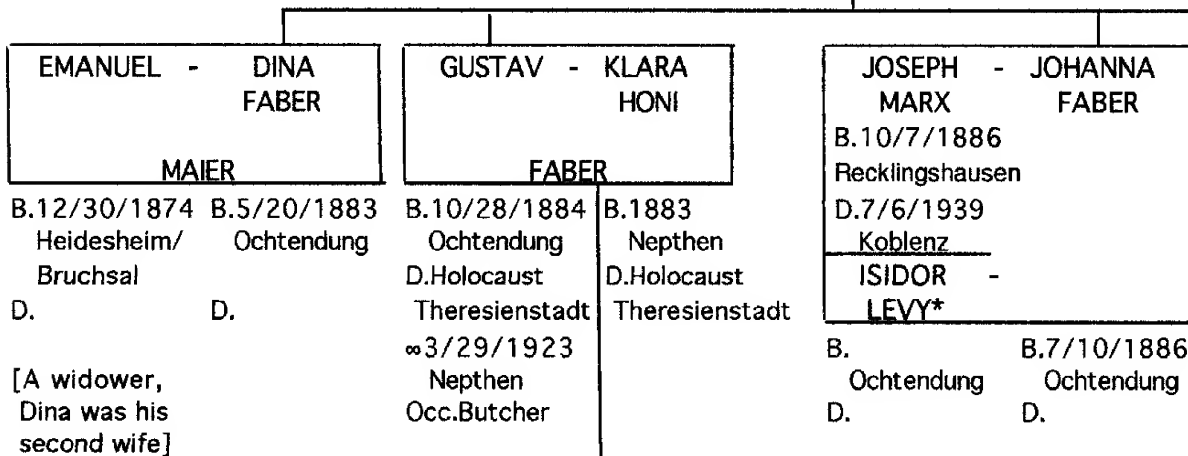 EMANUEL - DINA
FABER
MAIER
B.12/30/1874 B.5/20/1883
Heidesheim/ Ochtendung
Bruchsal
D. D.
[A widower,
Dina was his
second wife]
GUSTAV - KLARA
HONI
FABER
B.10/28/1884 B.1883
Ochtendung Nepthen
D.Holocaust D.Holocaust
Theresienstadt Theresienstadt
∞3/29/1923
Nepthen
Occ.Butcher
JOSEPH - JOHANNA
MARX FABER
B.10/7/1886
Recklingshausen
D.7/6/1939
Koblenz
ISIDOR -
LEVY*
B. B.7/10/1886
Ochtendung Ochtendung
D. D.